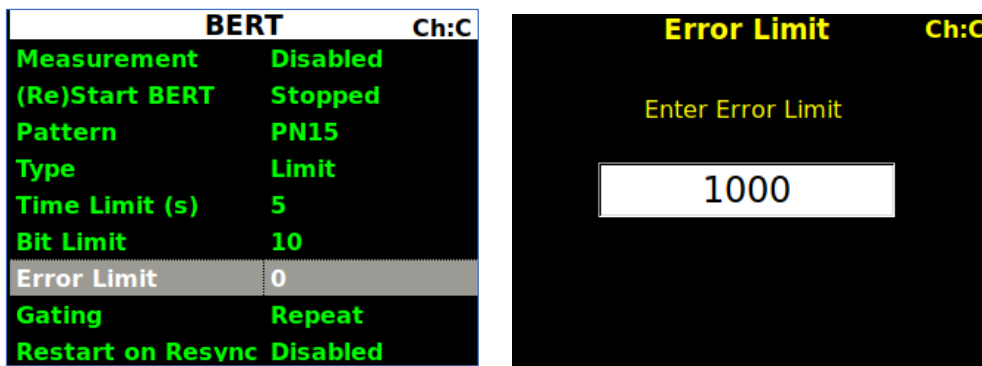 BERT Ch:C
Measurement Disabled
(Re)Start BERT Stopped
Pattern PN15
Type Limit
Time Limit (s) 5
Bit Limit 10
Error Limit 0
Gating Repeat
Restart on Resync Disabled
Error Limit Ch:C
Enter Error Limit
1000